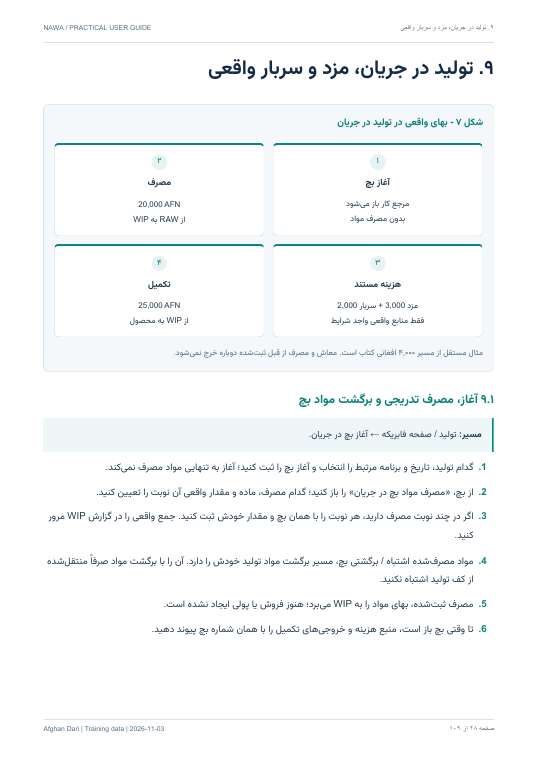 NAWA / PRACTICAL USER GUIDE
۹. تولید در جریان، مزد و سربار واقعی
۹. تولید در جریان، مزد و سربار واقعی
شکل ۷ - بهای واقعی در تولید در جریان
۱
آغاز بچ
مرجع کار باز می‌شود
بدون مصرف مواد
۲
مصرف
20,000 AFN
از RAW به WIP
۳
هزینه مستند
مزد 3,000 + سربار 2,000
فقط منابع واقعی واجد شرایط
۴
تکمیل
25,000 AFN
از WIP به محصول
مثال مستقل از مسیر ۴,۰۰۰ افغانی کتاب است. معاش و مصرف از قبل ثبت‌شده دوباره خرج نمی‌شود.
۹.۱ آغاز، مصرف تدریجی و برگشت مواد بچ
مسیر: تولید / صفحه فابریکه ← آغاز بچ در جریان.
1. گدام تولید، تاریخ و برنامه مرتبط را انتخاب و آغاز بچ را ثبت کنید؛ آغاز به تنهایی مواد مصرف نمی‌کند.
2. از بچ، «مصرف مواد بچ در جریان» را باز کنید؛ گدام مصرف، ماده و مقدار واقعی آن نوبت را تعیین کنید.
3. اگر در چند نوبت مصرف دارید، هر نوبت را با همان بچ و مقدار خودش ثبت کنید. جمع واقعی را در گزارش WIP مرور
کنید.
4. مواد مصرف‌شده اشتباه / برگشتی بچ، مسیر برگشت مواد تولید خودش را دارد. آن را با برگشت مواد صرفاً منتقل‌شده
از کف تولید اشتباه نکنید.
5. مصرف ثبت‌شده، بهای مواد را به WIP می‌برد؛ هنوز فروش یا پولی ایجاد نشده است.
6. تا وقتی بچ باز است، منبع هزینه و خروجی‌های تکمیل را با همان شماره بچ پیوند دهید.
Afghan Dari | Training data | 2026-11-03
صفحه ۴۸ از ۱۰۹